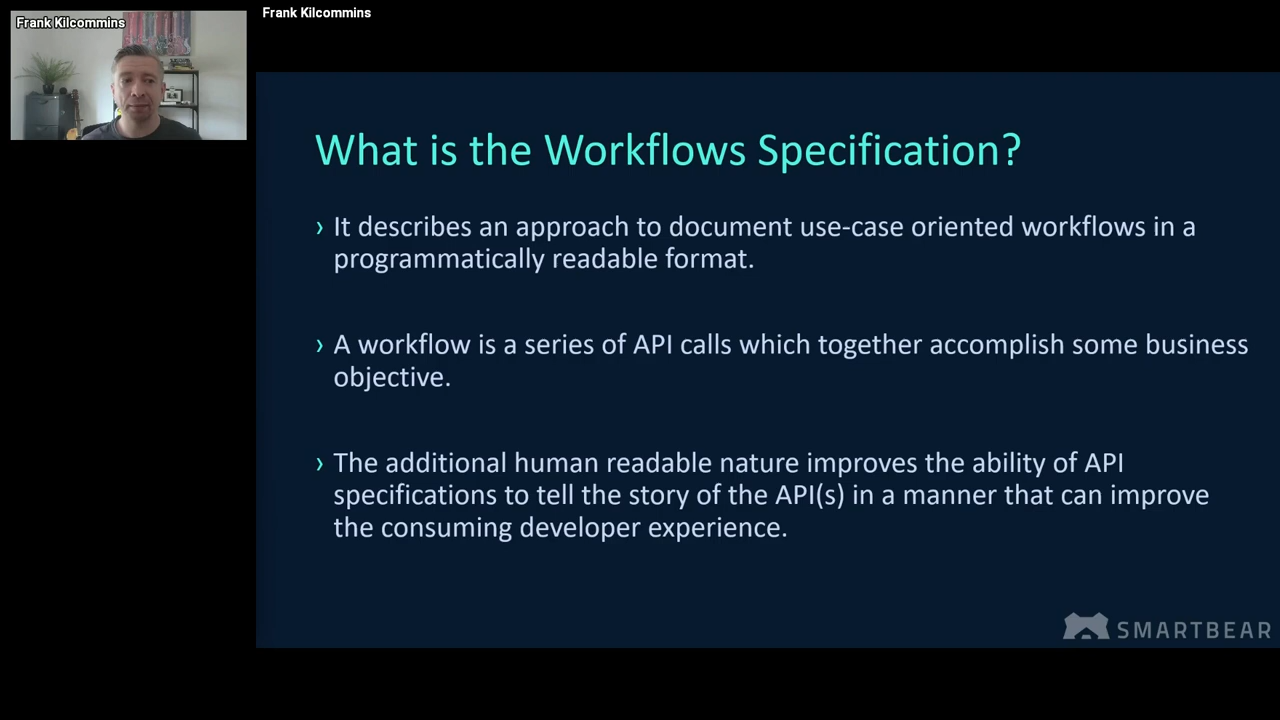 Frank Kilcommins
Frank Kilcommins
What is the Workflows Specification?
› It describes an approach to document use-case oriented workflows in a
programmatically readable format.
› A workflow is a series of API calls which together accomplish some business
objective.
› The additional human readable nature improves the ability of API
specifications to tell the story of the API(s) in a manner that can improve
the consuming developer experience.
SMARTBEAR